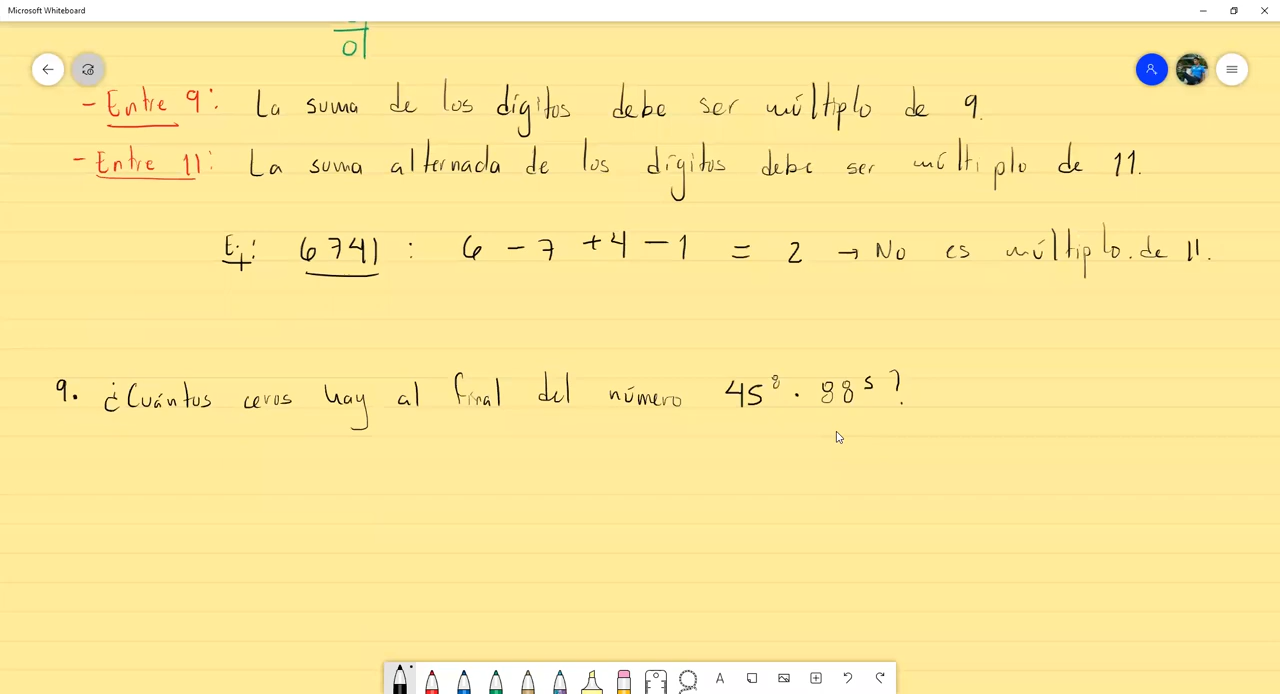 Microsoft Whiteboard
01
- Entre 9: La suma de los dígitos debe ser múltiplo de 9.
- Entre 11: La suma alternada de los dígitos debe ser múltiplo de 11.
Ej: 6741 : 6 - 7 + 4 - 1 = 2 → No es múltiplo de 11.
9. ¿Cuántos ceros hay al final del número 45⁸ · 88⁵?
A